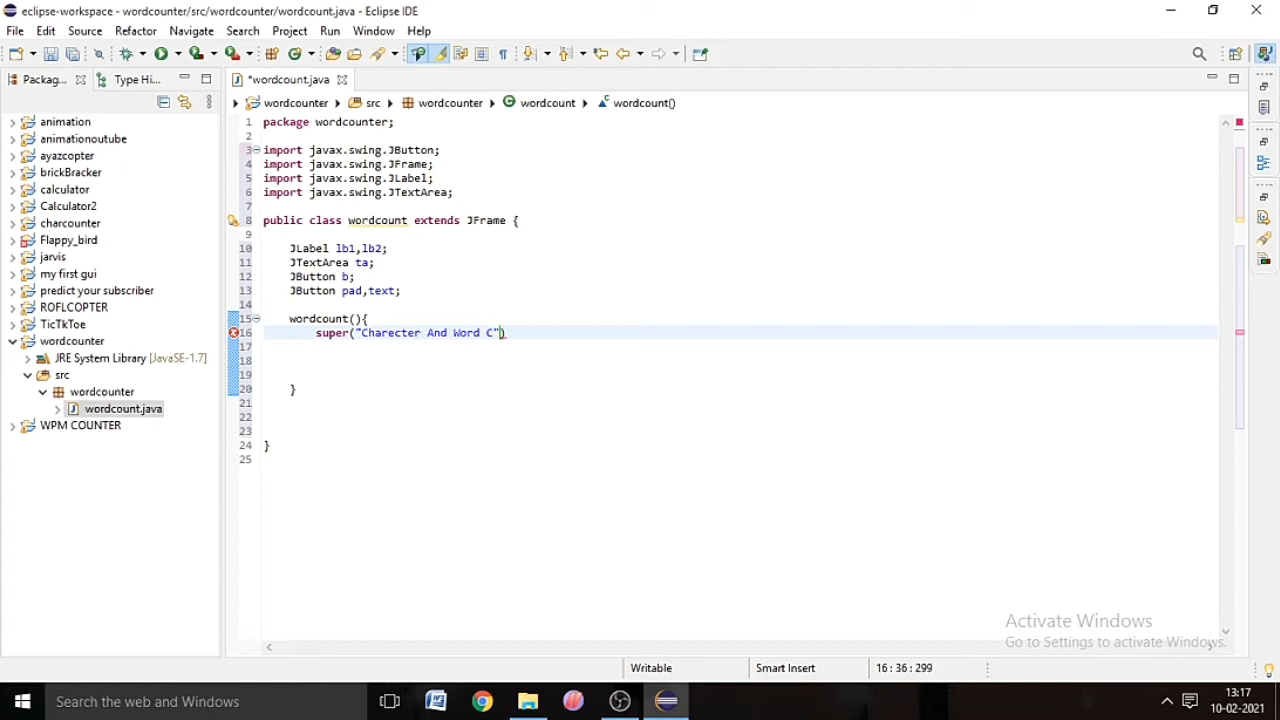 eclipse-workspace - wordcounter/src/wordcount/wordcount.java - Eclipse IDE
File Edit Source Refactor Navigate Search Project Run Window Help
Packag... Type Hi... *wordcount.java
wordcounter src wordcounter wordcount wordcount()
animation
animationoutube
ayazcopter
brickBracker
calculator
Calculator2
charcounter
Flappy_bird
jarvis
my first gui
predict your subscriber
ROFLCOPTER
TicTkToe
wordcounter
JRE System Library [JavaSE-1.7]
src
wordcounter
wordcount.java
WPM COUNTER
1 package wordcounter;
2
3 import javax.swing.JButton;
4 import javax.swing.JFrame;
5 import javax.swing.JLabel;
6 import javax.swing.JTextArea;
7
8 public class wordcount extends JFrame {
9
10 JLabel lb1,lb2;
11 JTextArea ta;
12 JButton b;
13 JButton pad,text;
14
15 wordcount(){
16 super("Charecter And Word C")
17
18
19
20 }
21
22
23
24 }
25
Activate Windows
Go to Settings to activate Windows.
Writable Smart Insert 16 : 36 : 299
Search the web and Windows
13:17
10-02-2021